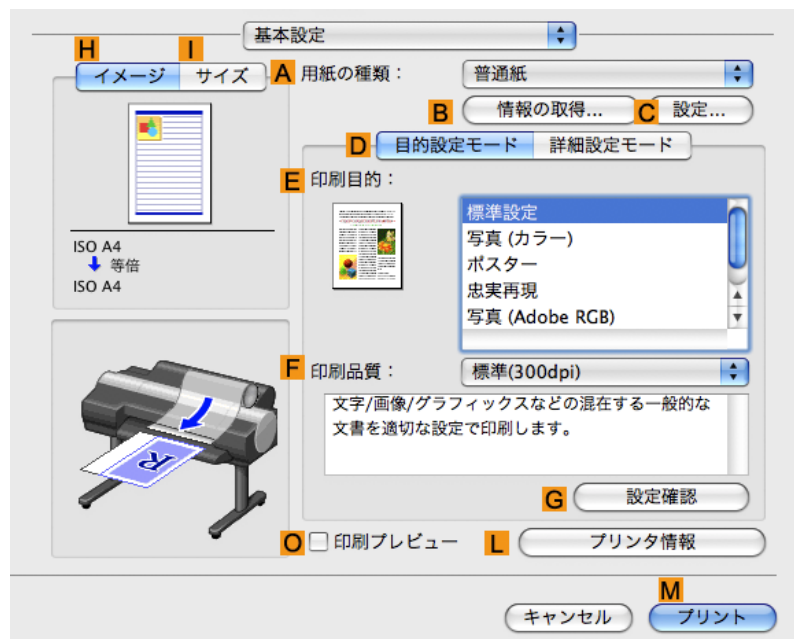 基本設定
H
I
イメージ サイズ
A 用紙の種類： 普通紙
B 情報の取得... C 設定...
D 目的設定モード 詳細設定モード
E 印刷目的：
標準設定
写真 (カラー)
ポスター
忠実再現
写真 (Adobe RGB)
ISO A4
等倍
ISO A4
F 印刷品質： 標準(300dpi)
文字/画像/グラフィックスなどの混在する一般的な
文書を適切な設定で印刷します。
R
G 設定確認
O 印刷プレビュー L プリンタ情報
M
キャンセル プリント